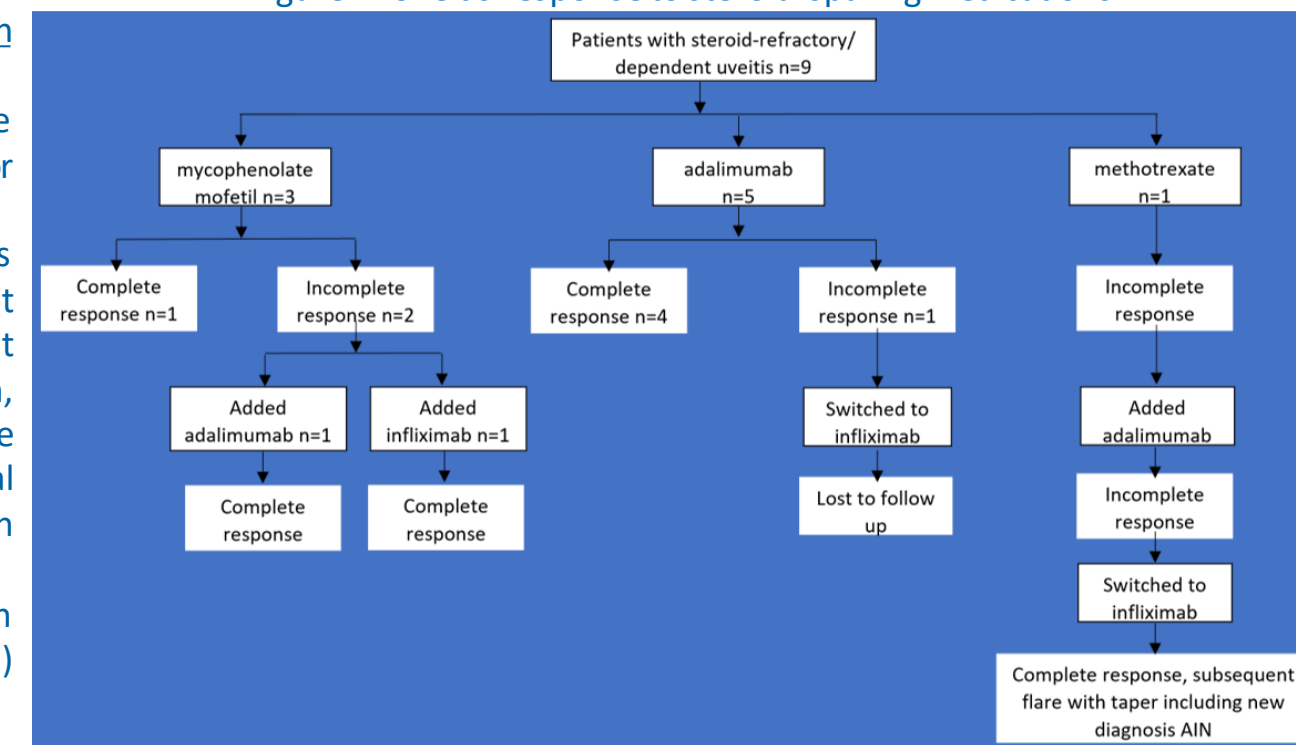 Patients with steroid-refractory/
dependent uveitis n=9
mycophenolate
mofetil n=3
adalimumab
n=5
methotrexate
n=1
Complete
response n=1
Incomplete
response n=2
Complete
response n=4
Incomplete
response n=1
Incomplete
response
Added
adalimumab n=1
Added
infliximab n=1
Switched to
infliximab
Added
adalimumab
Complete
response
Complete
response
Lost to follow
up
Incomplete
response
Switched to
infliximab
Complete response, subsequent
flare with taper including new
diagnosis AIN